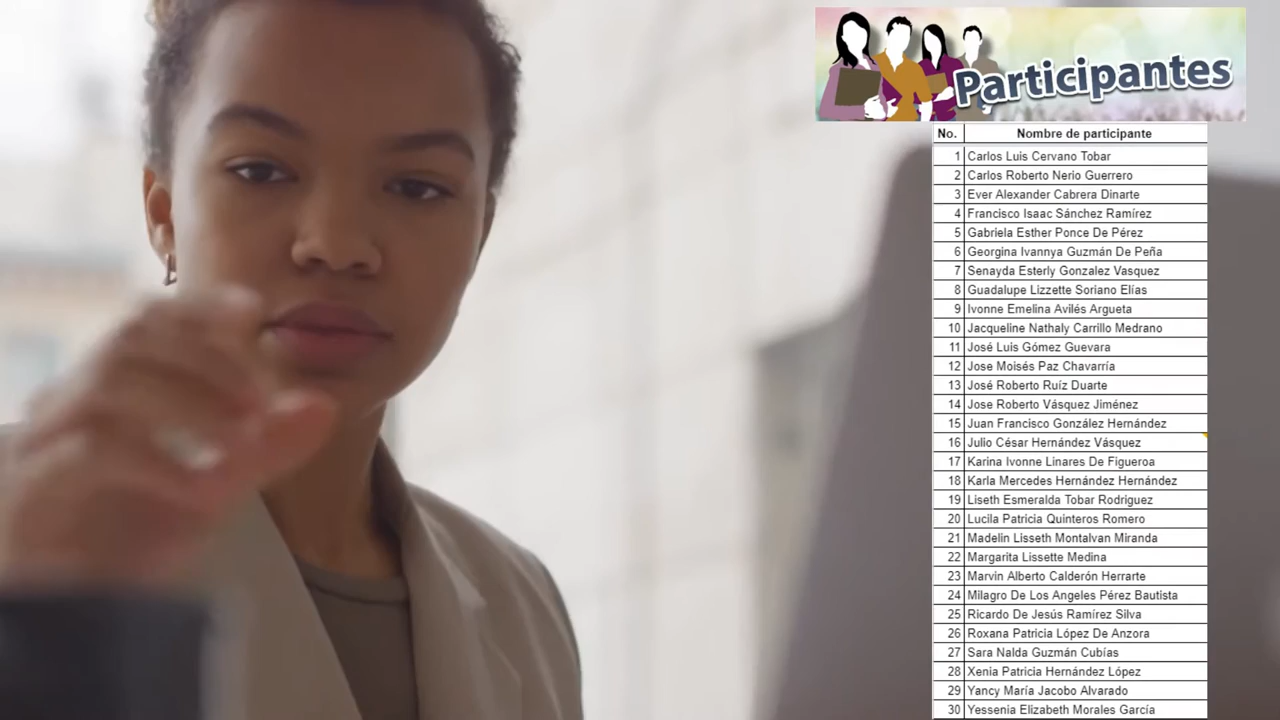 Participantes
No. Nombre de participante
1 Carlos Luis Cervano Tobar
2 Carlos Roberto Nerio Guerrero
3 Ever Alexander Cabrera Dinarte
4 Francisco Isaac Sánchez Ramírez
5 Gabriela Esther Ponce De Pérez
6 Georgina Ivannya Guzmán De Peña
7 Senayda Esterly Gonzalez Vasquez
8 Guadalupe Lizzette Soriano Elías
9 Ivonne Emelina Avilés Argueta
10 Jacqueline Nathaly Carrillo Medrano
11 José Luis Gómez Guevara
12 Jose Moisés Paz Chavarría
13 José Roberto Ruíz Duarte
14 Jose Roberto Vásquez Jiménez
15 Juan Francisco González Hernández
16 Julio César Hernández Vásquez
17 Karina Ivonne Linares De Figueroa
18 Karla Mercedes Hernández Hernández
19 Liseth Esmeralda Tobar Rodriguez
20 Lucila Patricia Quinteros Romero
21 Madelin Lisseth Montalvan Miranda
22 Margarita Lissette Medina
23 Marvin Alberto Calderón Herrarte
24 Milagro De Los Angeles Pérez Bautista
25 Ricardo De Jesús Ramírez Silva
26 Roxana Patricia López De Anzora
27 Sara Nalda Guzmán Cubías
28 Xenia Patricia Hernández López
29 Yancy María Jacobo Alvarado
30 Yessenia Elizabeth Morales García